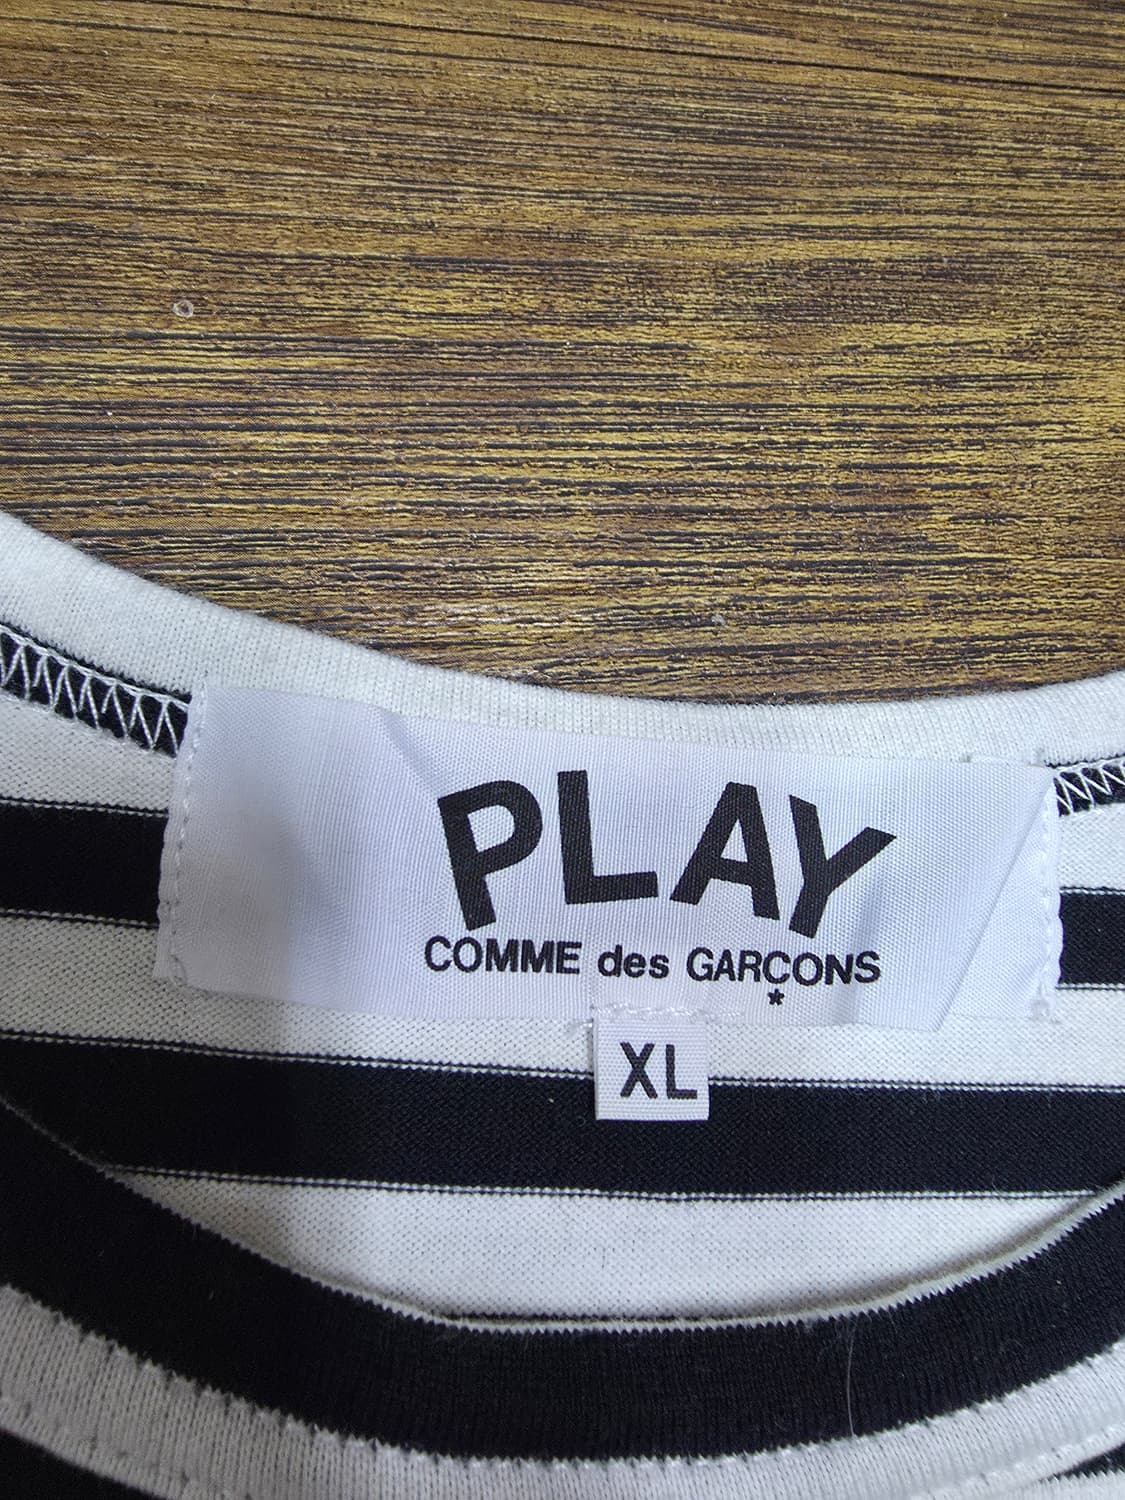 PLAY
COMME des GARÇONS
*
XL